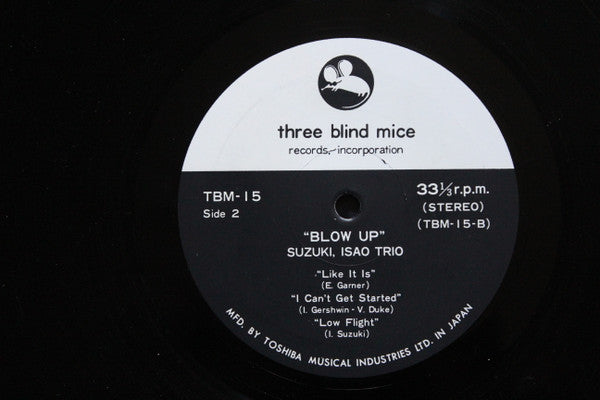 three blind mice
records, incorporation
TBM-15
Side 2
33⅓ r.p.m.
(STEREO)
(TBM-15-B)
"BLOW UP"
SUZUKI, ISAO TRIO
"Like It Is"
(E. Garner)
"I Can't Get Started"
(I. Gershwin - V. Duke)
"Low Flight"
(I. Suzuki)
MFD. BY TOSHIBA MUSICAL INDUSTRIES LTD. IN JAPAN